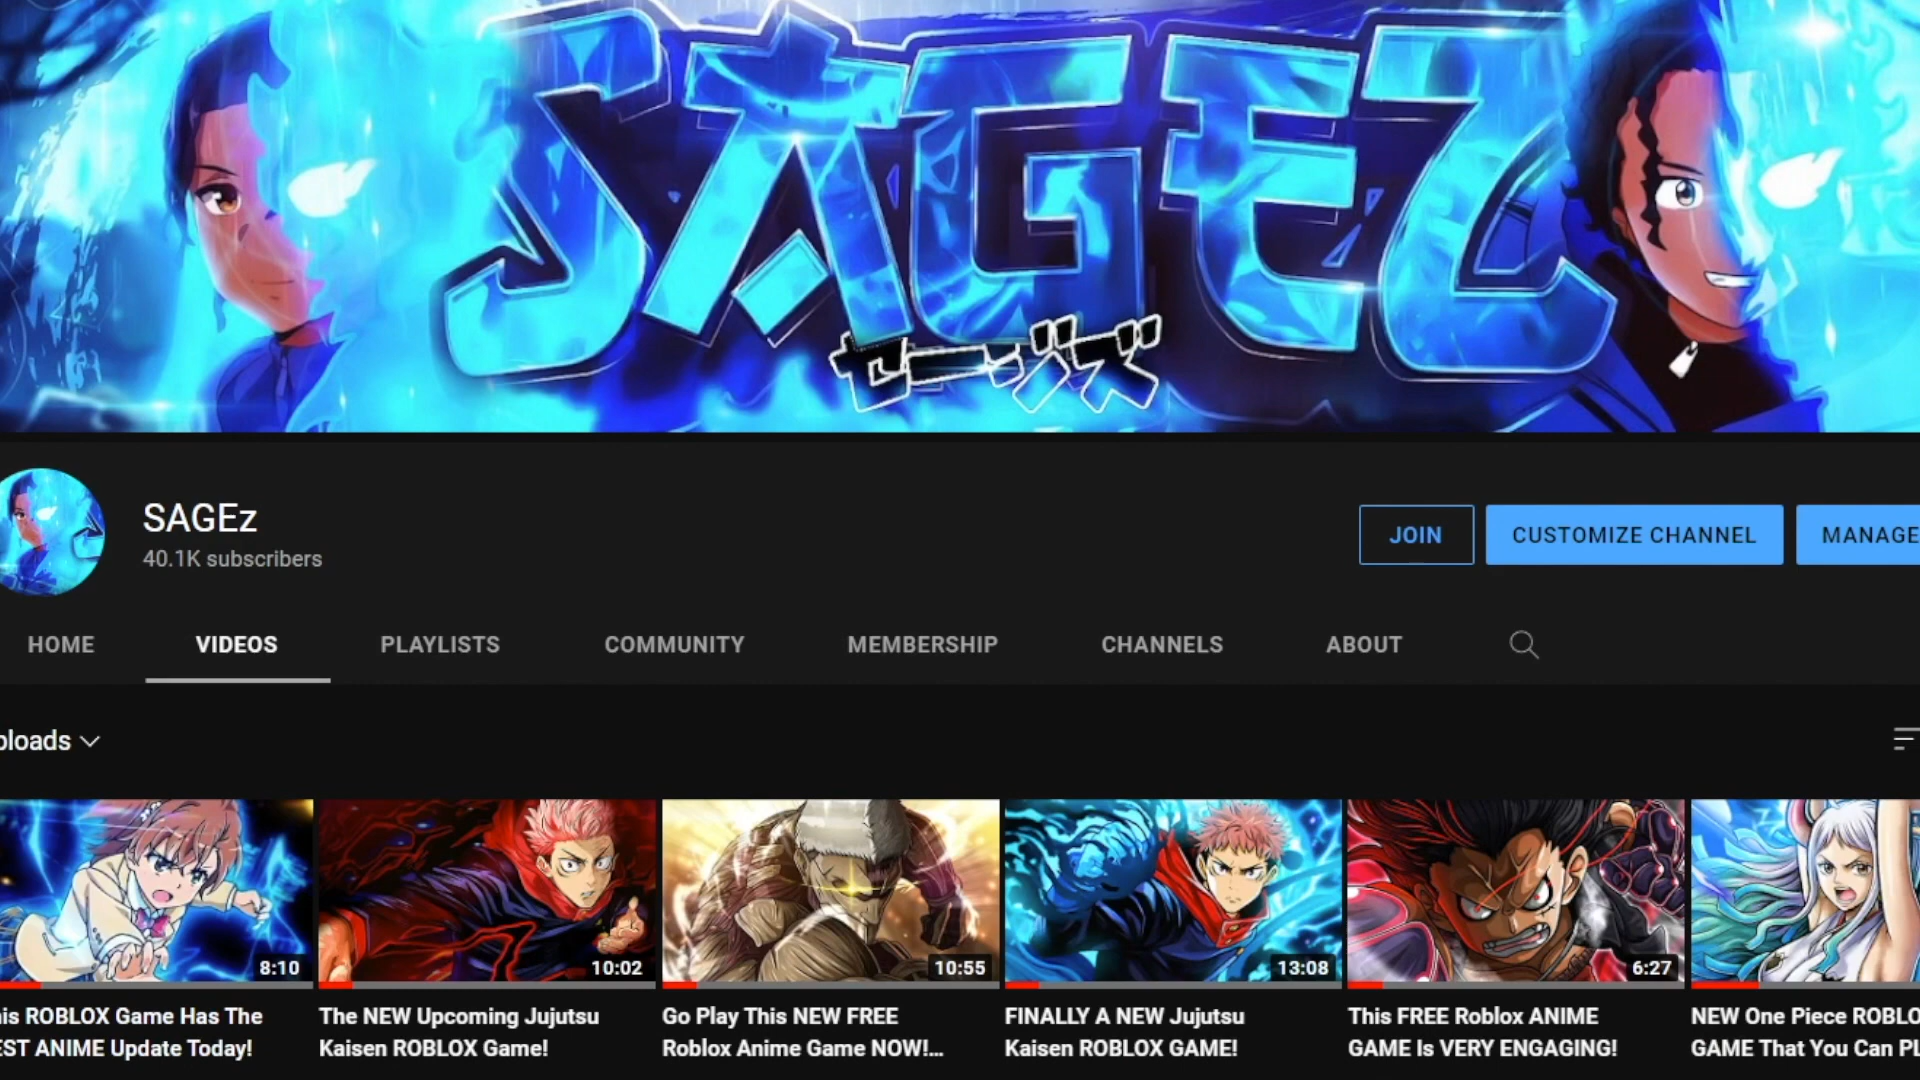 SAGEZ
セージズ
SAGEz
40.1K subscribers
JOIN
CUSTOMIZE CHANNEL
MANAGE
HOME
VIDEOS
PLAYLISTS
COMMUNITY
MEMBERSHIP
CHANNELS
ABOUT
ploads
8:10
10:02
10:55
13:08
6:27
is ROBLOX Game Has The
EST ANIME Update Today!
The NEW Upcoming Jujutsu
Kaisen ROBLOX Game!
Go Play This NEW FREE
Roblox Anime Game NOW!...
FINALLY A NEW Jujutsu
Kaisen ROBLOX GAME!
This FREE Roblox ANIME
GAME Is VERY ENGAGING!
NEW One Piece ROBLO
GAME That You Can PL